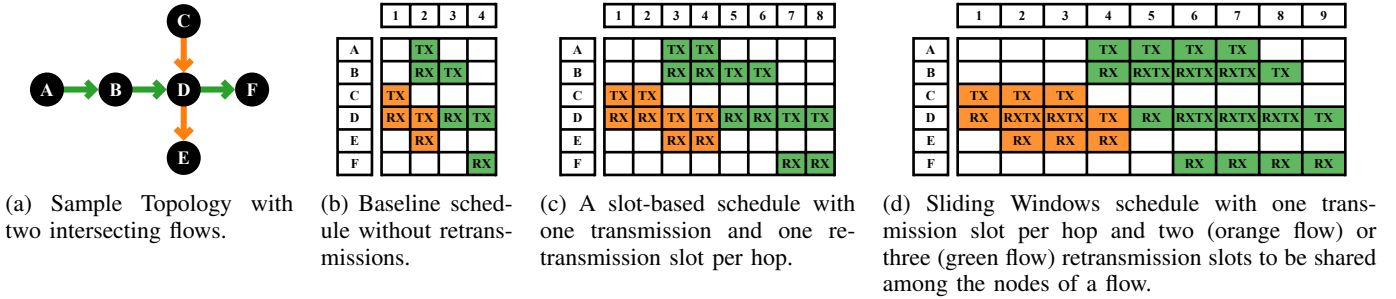 C
A B D F
E
1 2 3 4
A TX
B RX TX
C TX
D RX TX RX TX
E RX
F RX
1 2 3 4 5 6 7 8
A TX TX
B RX RX TX TX
C TX TX
D RX RX TX TX RX RX TX TX
E RX RX
F RX RX
1 2 3 4 5 6 7 8 9
A TX TX TX TX
B RX RXTX RXTX RXTX TX
C TX TX TX
D RX RXTX RXTX TX RX RXTX RXTX RXTX TX
E RX RX RX
F RX RX RX RX
(a) Sample Topology with
two intersecting flows.
(b) Baseline sched-
ule without retrans-
missions.
(c) A slot-based schedule with
one transmission and one re-
transmission slot per hop.
(d) Sliding Windows schedule with one trans-
mission slot per hop and two (orange flow) or
three (green flow) retransmission slots to be shared
among the nodes of a flow.